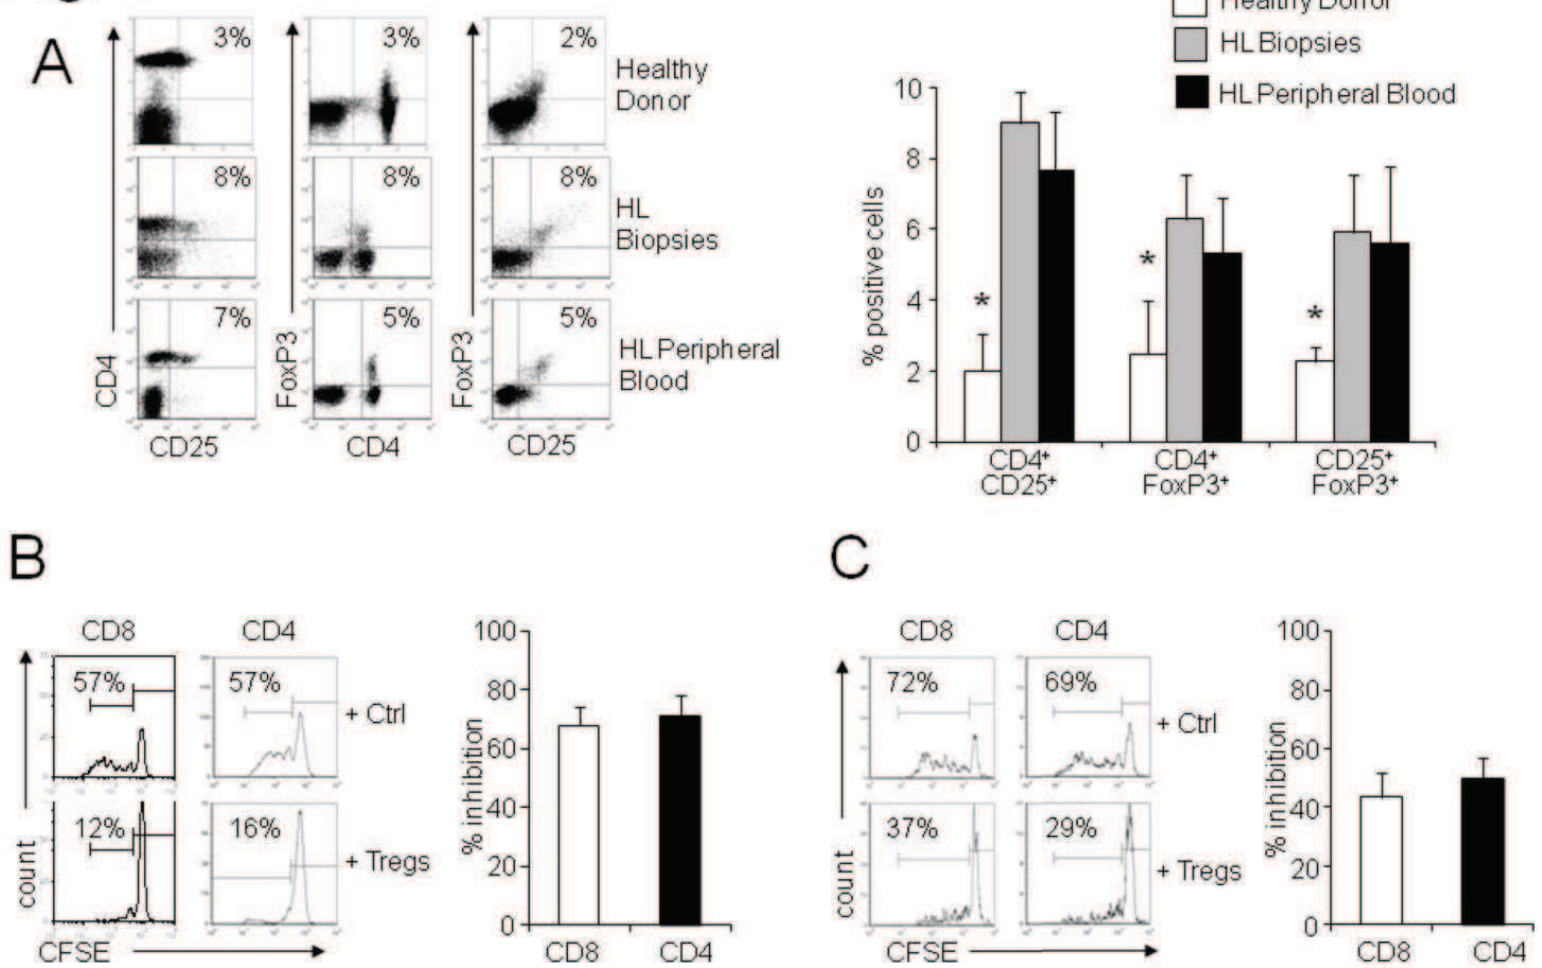 A
3%
3%
2%
Healthy
Donor
8%
8%
8%
HL
Biopsies
7%
5%
5%
HL Peripheral
Blood
CD4
FoxP3
FoxP3
CD25
CD4
CD25
Healthy Donor
HL Biopsies
HL Peripheral Blood
% positive cells
10
8
6
4
2
0
*
*
*
CD4+
CD25+
CD4+
FoxP3+
CD25+
FoxP3+
B
CD8
CD4
57%
57%
+ Ctrl
12%
16%
+ Tregs
count
CFSE
% inhibition
100
80
60
40
20
0
CD8
CD4
C
CD8
CD4
72%
69%
+ Ctrl
37%
29%
+ Tregs
count
CFSE
% inhibition
100
80
60
40
20
0
CD8
CD4